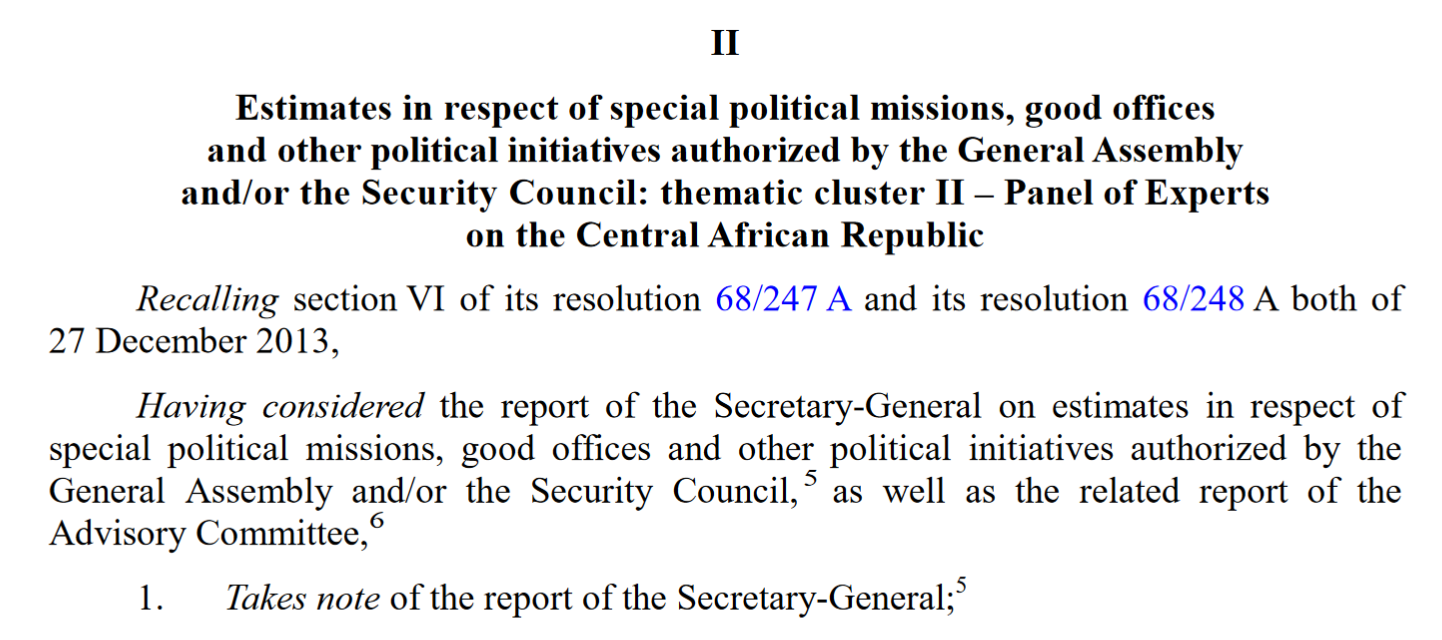 II
Estimates in respect of special political missions, good offices
and other political initiatives authorized by the General Assembly
and/or the Security Council: thematic cluster II – Panel of Experts
on the Central African Republic
Recalling section VI of its resolution 68/247 A and its resolution 68/248 A both of
27 December 2013,
Having considered the report of the Secretary-General on estimates in respect of
special political missions, good offices and other political initiatives authorized by the
General Assembly and/or the Security Council,5 as well as the related report of the
Advisory Committee,6
1. Takes note of the report of the Secretary-General;5